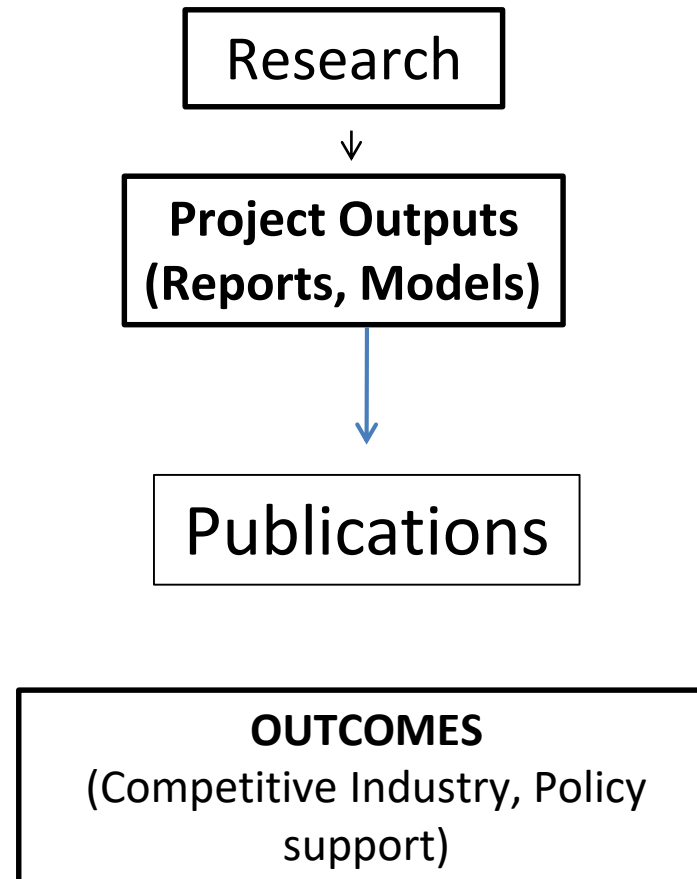 Research
Project Outputs
(Reports, Models)
Publications
OUTCOMES
(Competitive Industry, Policy
support)